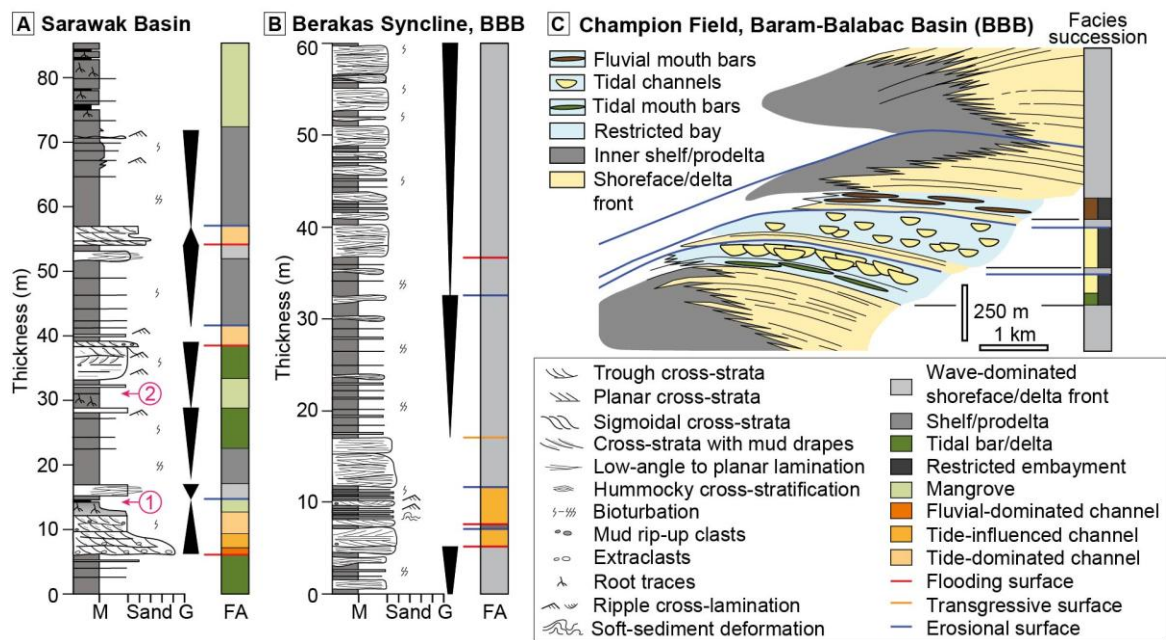 A Sarawak Basin
Thickness (m)
80
70
60
50
40
30
20
10
0
2
1
M Sand G FA
B Berakas Syncline, BBB
Thickness (m)
60
50
40
30
20
10
0
M Sand G FA
C Champion Field, Baram-Balabac Basin (BBB)
Facies
succession
Fluvial mouth bars
Tidal channels
Tidal mouth bars
Restricted bay
Inner shelf/prodelta
Shoreface/delta
front
250 m
1 km
Trough cross-strata
Planar cross-strata
Sigmoidal cross-strata
Cross-strata with mud drapes
Low-angle to planar lamination
Hummocky cross-stratification
Bioturbation
Mud rip-up clasts
Extraclasts
Root traces
Ripple cross-lamination
Soft-sediment deformation
Wave-dominated
shoreface/delta front
Shelf/prodelta
Tidal bar/delta
Restricted embayment
Mangrove
Fluvial-dominated channel
Tide-influenced channel
Tide-dominated channel
Flooding surface
Transgressive surface
Erosional surface